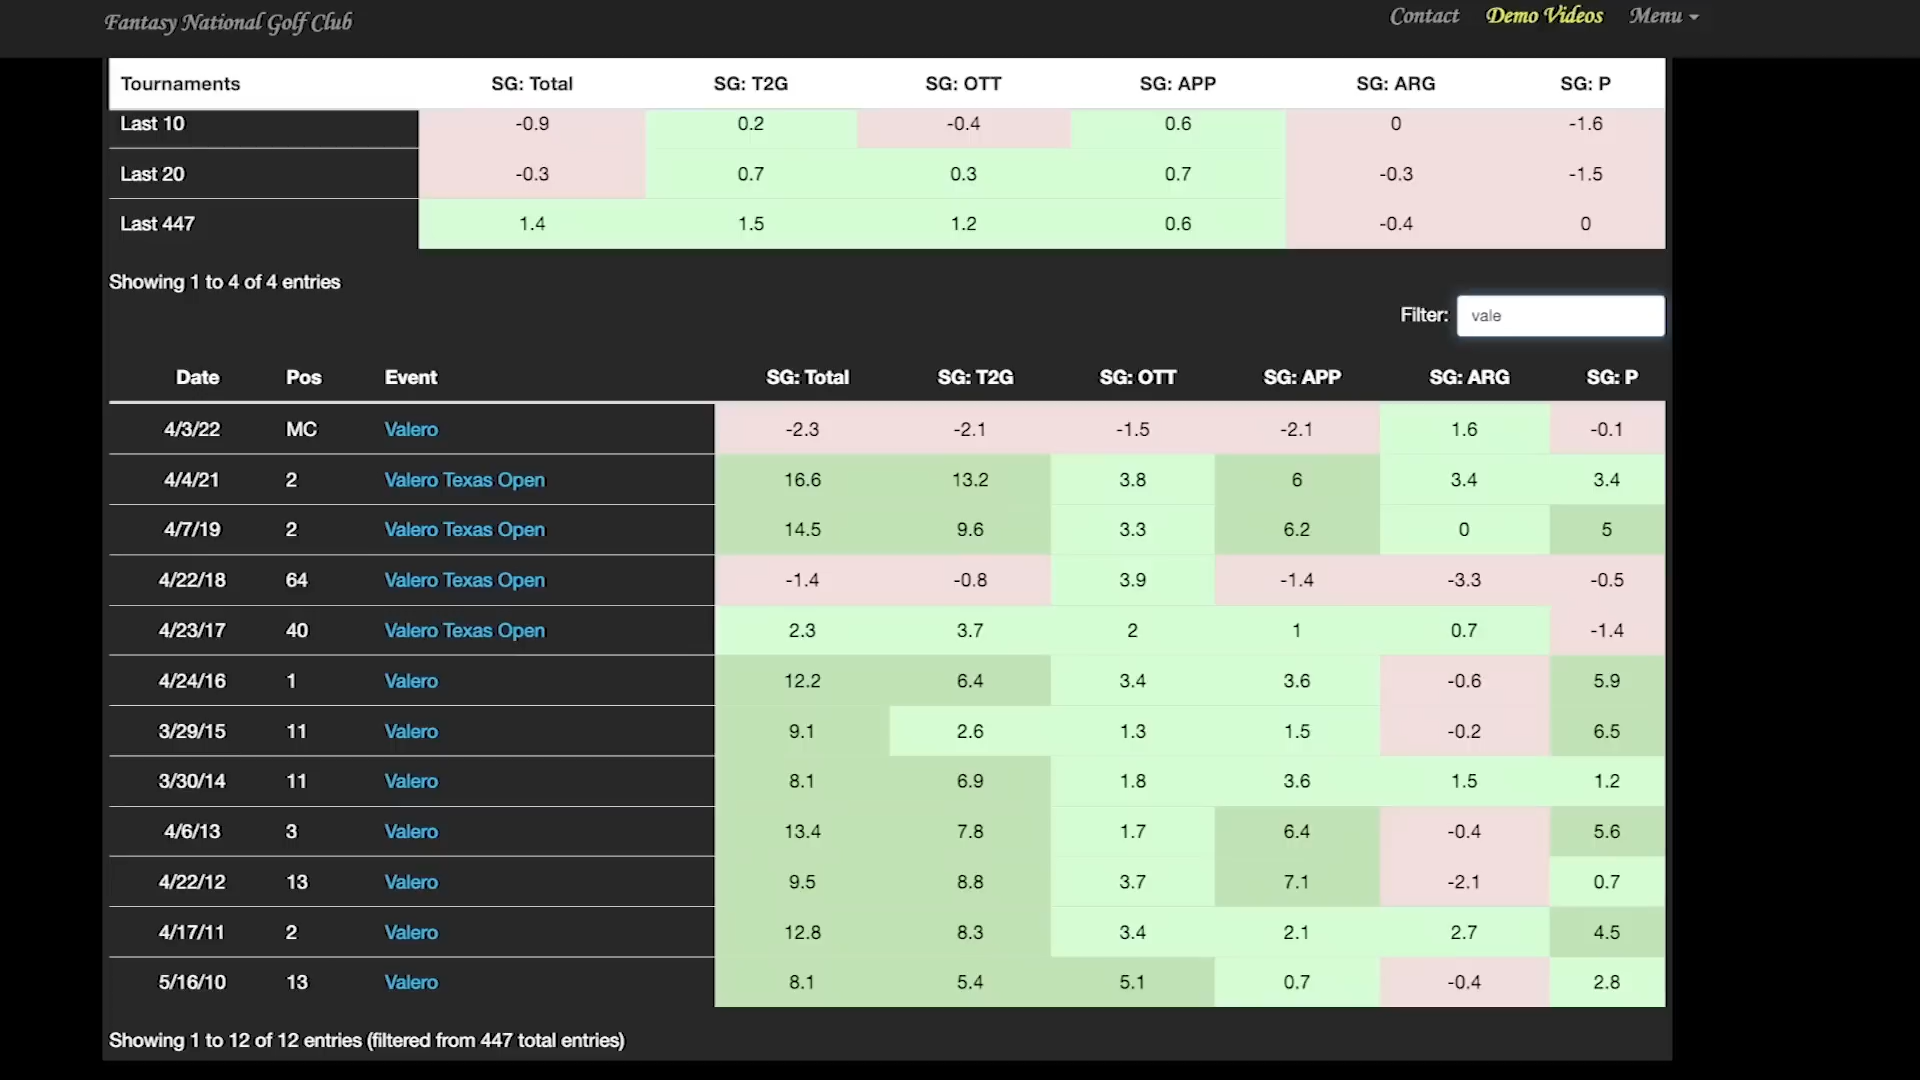 Fantasy National Golf Club Contact Demo Videos Menu
Tournaments SG: Total SG: T2G SG: OTT SG: APP SG: ARG SG: P
Last 10 -0.9 0.2 -0.4 0.6 0 -1.6
Last 20 -0.3 0.7 0.3 0.7 -0.3 -1.5
Last 447 1.4 1.5 1.2 0.6 -0.4 0
Showing 1 to 4 of 4 entries
Filter: vale
Date Pos Event SG: Total SG: T2G SG: OTT SG: APP SG: ARG SG: P
4/3/22 MC Valero -2.3 -2.1 -1.5 -2.1 1.6 -0.1
4/4/21 2 Valero Texas Open 16.6 13.2 3.8 6 3.4 3.4
4/7/19 2 Valero Texas Open 14.5 9.6 3.3 6.2 0 5
4/22/18 64 Valero Texas Open -1.4 -0.8 3.9 -1.4 -3.3 -0.5
4/23/17 40 Valero Texas Open 2.3 3.7 2 1 0.7 -1.4
4/24/16 1 Valero 12.2 6.4 3.4 3.6 -0.6 5.9
3/29/15 11 Valero 9.1 2.6 1.3 1.5 -0.2 6.5
3/30/14 11 Valero 8.1 6.9 1.8 3.6 1.5 1.2
4/6/13 3 Valero 13.4 7.8 1.7 6.4 -0.4 5.6
4/22/12 13 Valero 9.5 8.8 3.7 7.1 -2.1 0.7
4/17/11 2 Valero 12.8 8.3 3.4 2.1 2.7 4.5
5/16/10 13 Valero 8.1 5.4 5.1 0.7 -0.4 2.8
Showing 1 to 12 of 12 entries (filtered from 447 total entries)